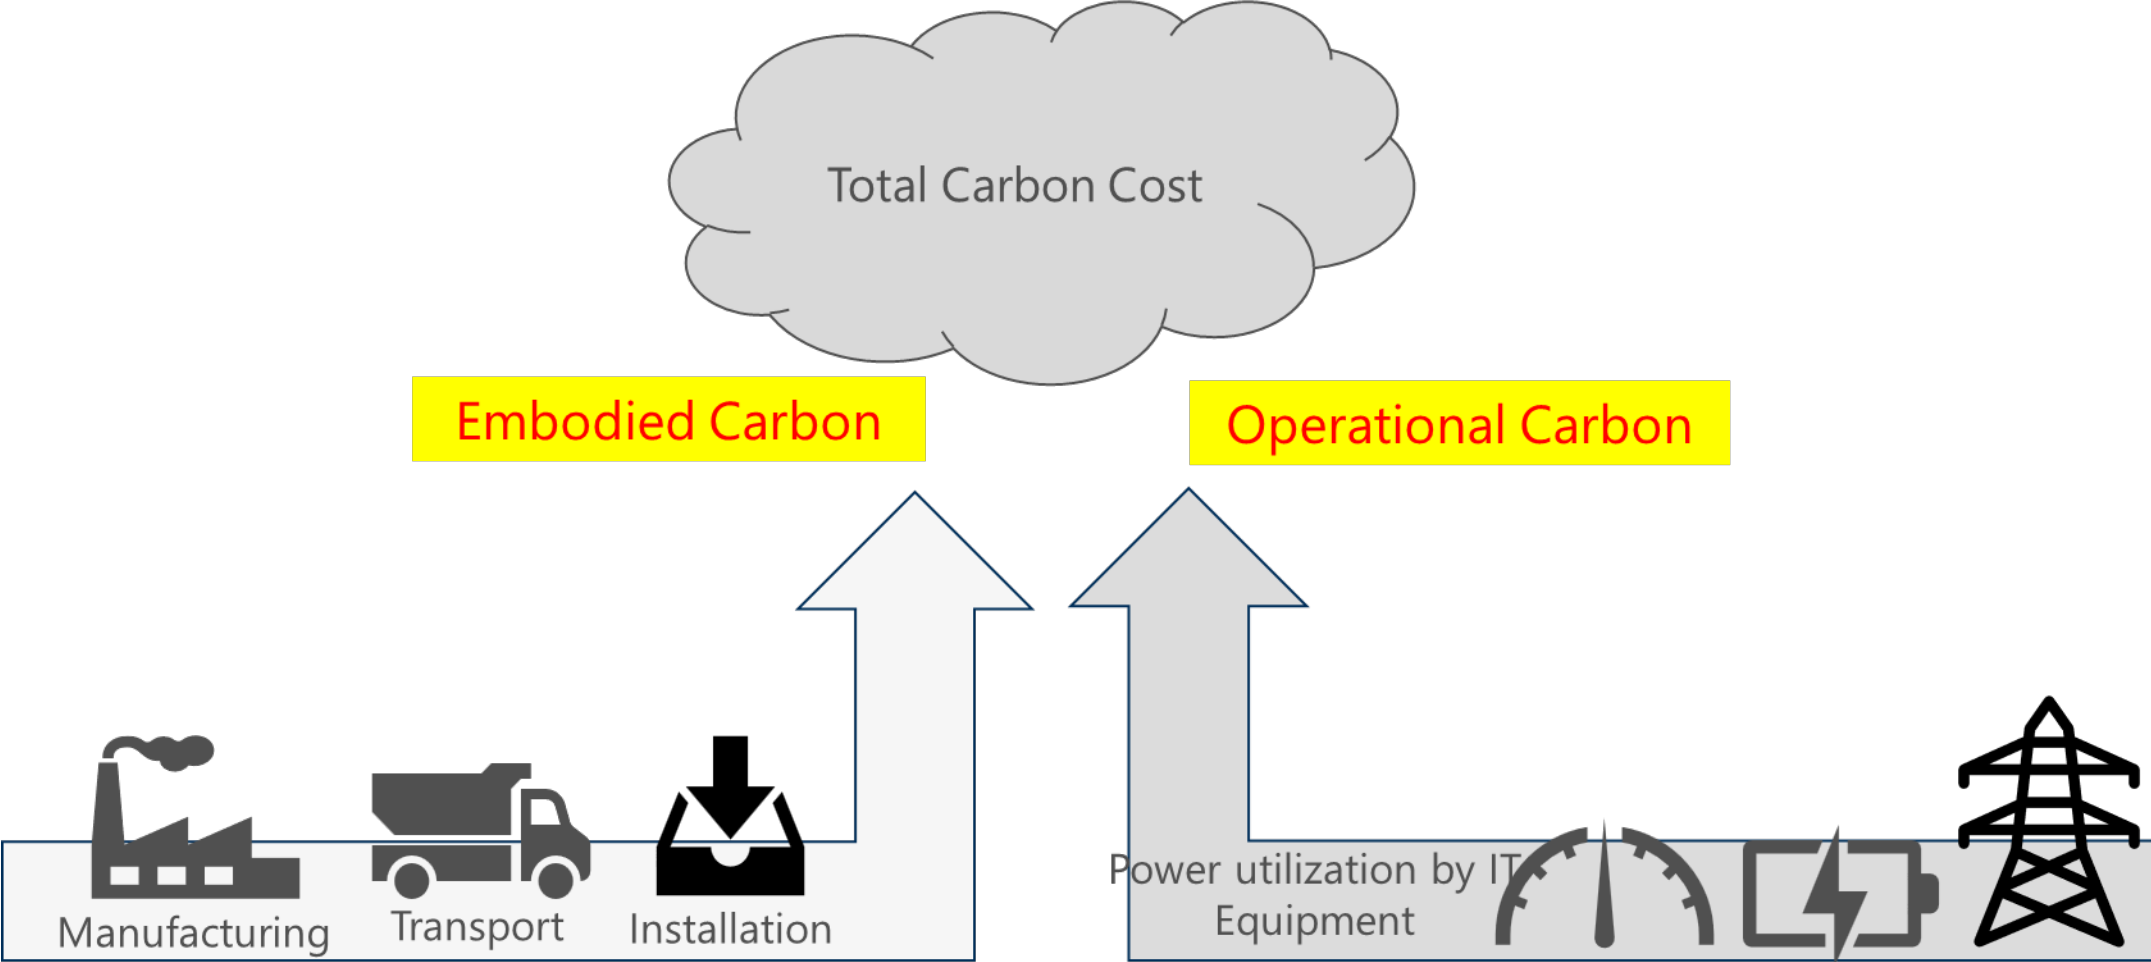 Total Carbon Cost
Embodied Carbon
Operational Carbon
Manufacturing
Transport
Installation
Power utilization by IT
Equipment